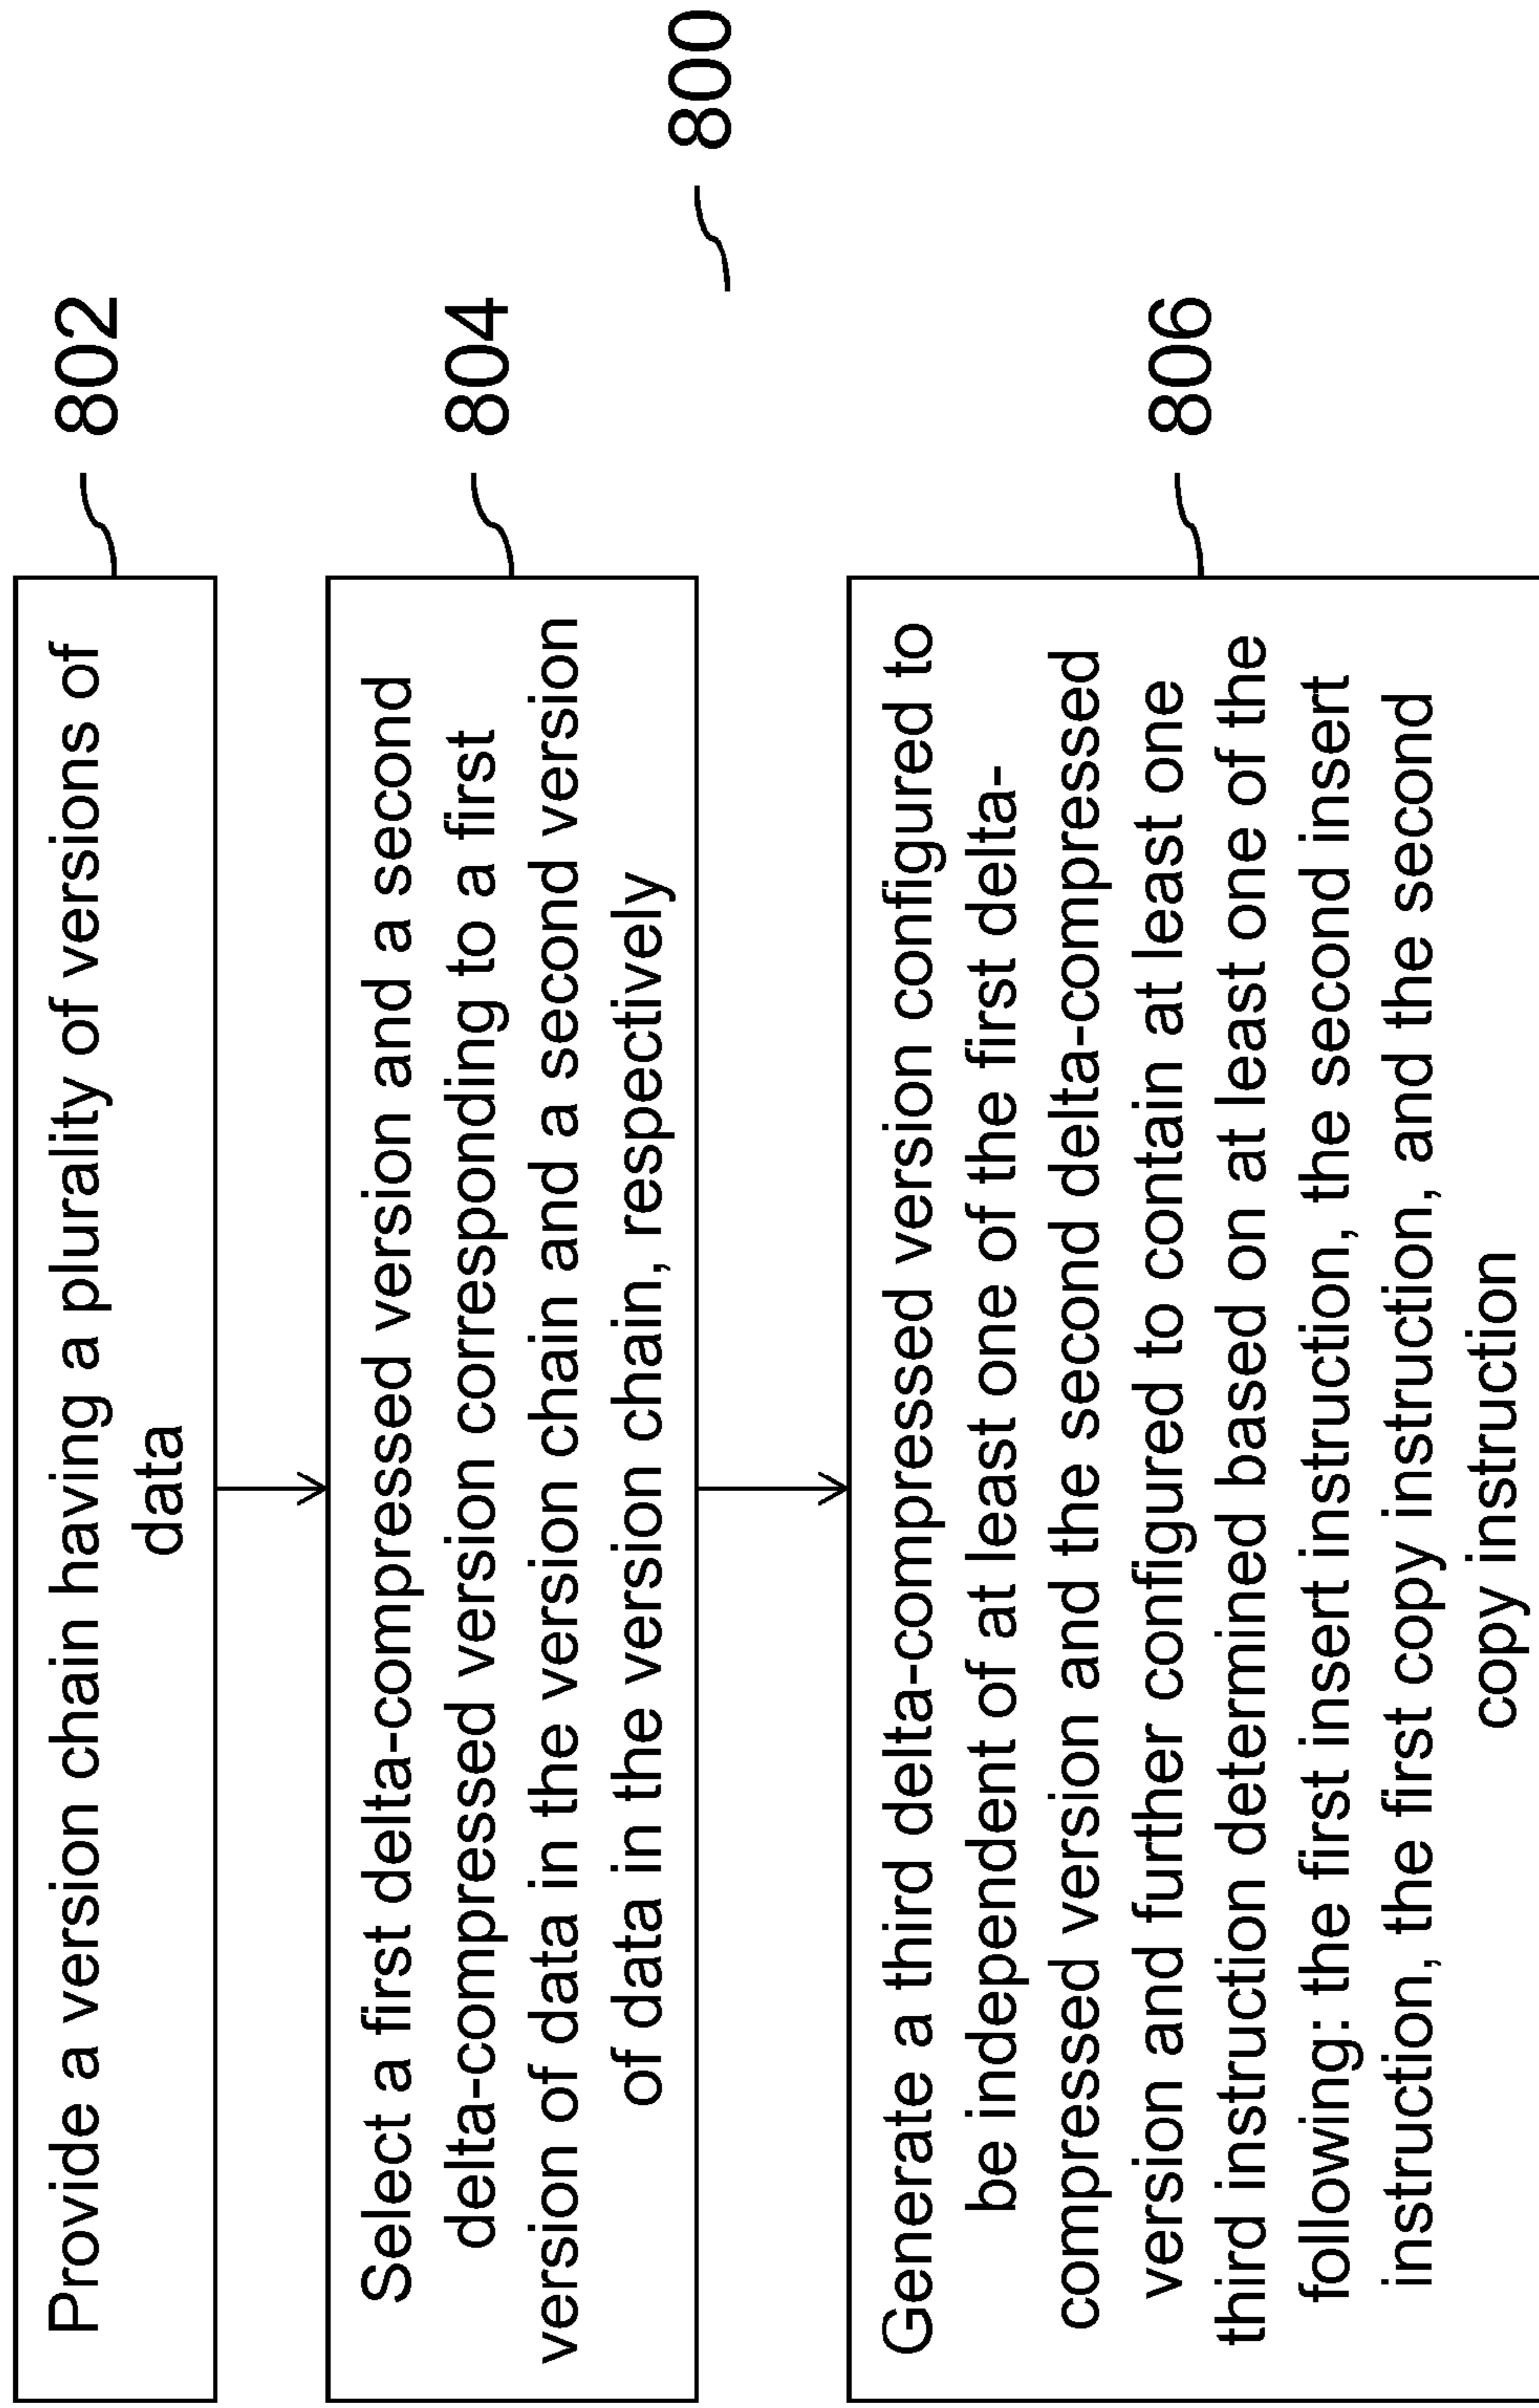 Provide a version chain having a plurality of versions of
data
802
Select a first delta-compressed version and a second
delta-compressed version corresponding to a first
version of data in the version chain and a second version
of data in the version chain, respectively
804
800
Generate a third delta-compressed version configured to
be independent of at least one of the first delta-
compressed version and the second delta-compressed
version and further configured to contain at least one
third instruction determined based on at least one of the
following: the first insert instruction, the second insert
instruction, the first copy instruction, and the second
copy instruction
806